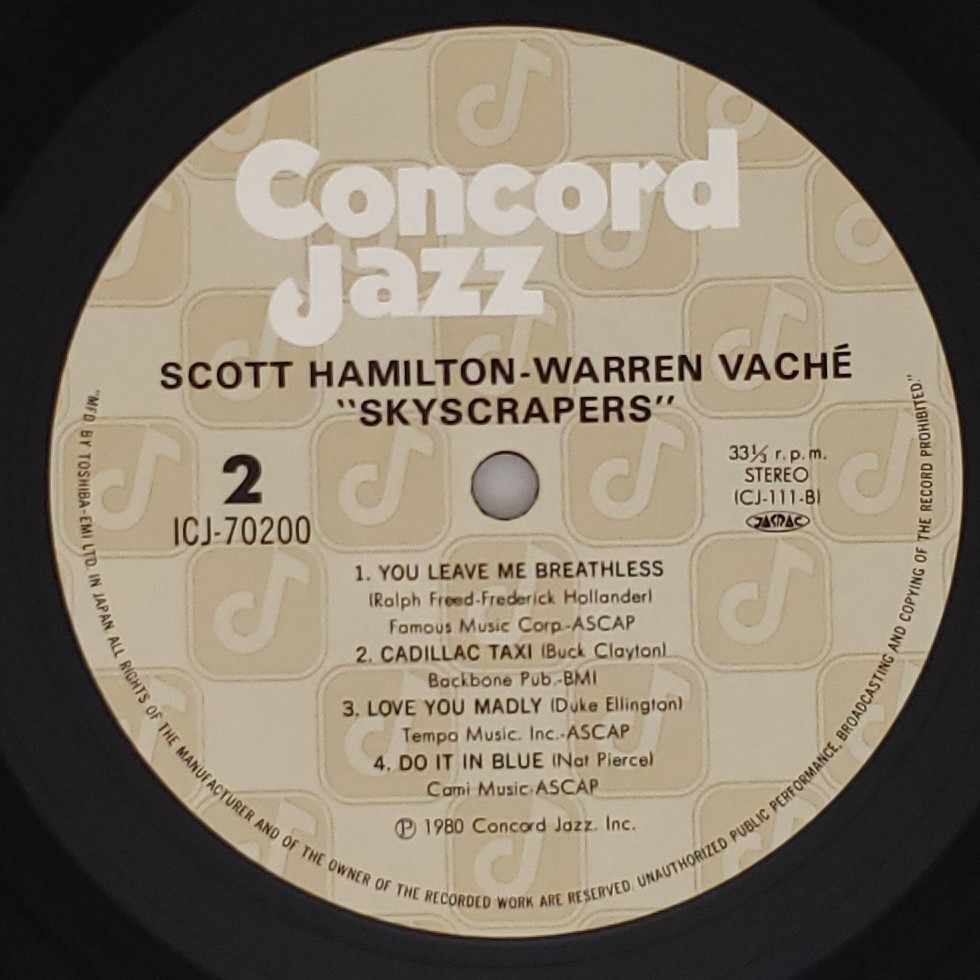 Concord
Jazz
SCOTT HAMILTON-WARREN VACHÉ
"SKYSCRAPERS"
2
ICJ-70200
33⅓ r.p.m.
STEREO
(CJ-111-B)
JASRAC
1. YOU LEAVE ME BREATHLESS
(Ralph Freed-Frederick Hollander)
Famous Music Corp.-ASCAP
2. CADILLAC TAXI (Buck Clayton)
Backbone Pub.-BMI
3. LOVE YOU MADLY (Duke Ellington)
Tempo Music. Inc.-ASCAP
4. DO IT IN BLUE (Nat Pierce)
Cami Music-ASCAP
℗ 1980 Concord Jazz. Inc.
"MFD BY TOSHIBA-EMI LTD. IN JAPAN. ALL RIGHTS OF THE MANUFACTURER AND OF THE OWNER OF THE RECORDED WORK ARE RESERVED. UNAUTHORIZED PUBLIC PERFORMANCE, BROADCASTING AND COPYING OF THE RECORD PROHIBITED."